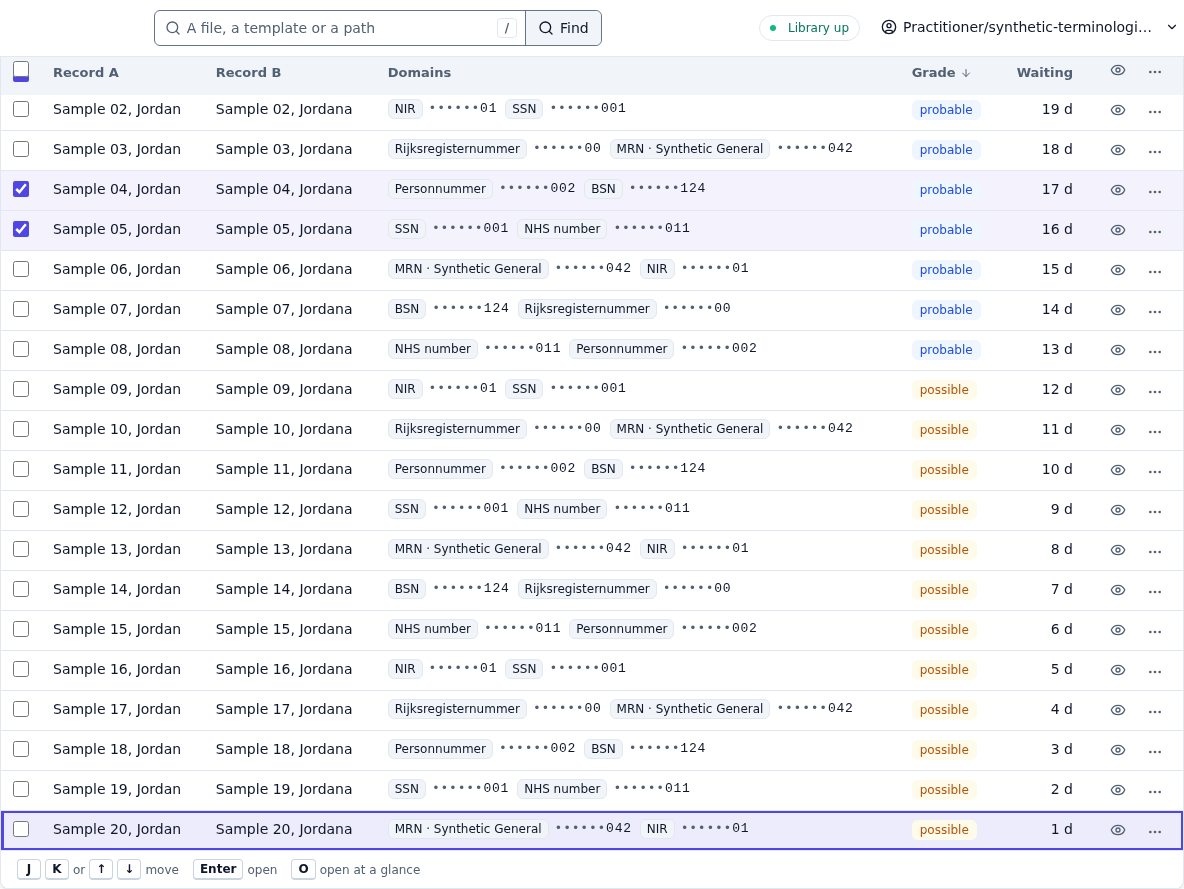 A file, a template or a path / Find Library up Practitioner/synthetic-terminologi...
Record A Record B Domains Grade ↓ Waiting ...
Sample 02, Jordan Sample 02, Jordana NIR ••••••01 SSN ••••••001 probable 19 d ...
Sample 03, Jordan Sample 03, Jordana Rijksregisternummer ••••••00 MRN · Synthetic General ••••••042 probable 18 d ...
Sample 04, Jordan Sample 04, Jordana Personnummer ••••••002 BSN ••••••124 probable 17 d ...
Sample 05, Jordan Sample 05, Jordana SSN ••••••001 NHS number ••••••011 probable 16 d ...
Sample 06, Jordan Sample 06, Jordana MRN · Synthetic General ••••••042 NIR ••••••01 probable 15 d ...
Sample 07, Jordan Sample 07, Jordana BSN ••••••124 Rijksregisternummer ••••••00 probable 14 d ...
Sample 08, Jordan Sample 08, Jordana NHS number ••••••011 Personnummer ••••••002 probable 13 d ...
Sample 09, Jordan Sample 09, Jordana NIR ••••••01 SSN ••••••001 possible 12 d ...
Sample 10, Jordan Sample 10, Jordana Rijksregisternummer ••••••00 MRN · Synthetic General ••••••042 possible 11 d ...
Sample 11, Jordan Sample 11, Jordana Personnummer ••••••002 BSN ••••••124 possible 10 d ...
Sample 12, Jordan Sample 12, Jordana SSN ••••••001 NHS number ••••••011 possible 9 d ...
Sample 13, Jordan Sample 13, Jordana MRN · Synthetic General ••••••042 NIR ••••••01 possible 8 d ...
Sample 14, Jordan Sample 14, Jordana BSN ••••••124 Rijksregisternummer ••••••00 possible 7 d ...
Sample 15, Jordan Sample 15, Jordana NHS number ••••••011 Personnummer ••••••002 possible 6 d ...
Sample 16, Jordan Sample 16, Jordana NIR ••••••01 SSN ••••••001 possible 5 d ...
Sample 17, Jordan Sample 17, Jordana Rijksregisternummer ••••••00 MRN · Synthetic General ••••••042 possible 4 d ...
Sample 18, Jordan Sample 18, Jordana Personnummer ••••••002 BSN ••••••124 possible 3 d ...
Sample 19, Jordan Sample 19, Jordana SSN ••••••001 NHS number ••••••011 possible 2 d ...
Sample 20, Jordan Sample 20, Jordana MRN · Synthetic General ••••••042 NIR ••••••01 possible 1 d ...
J K or ↑ ↓ move Enter open O open at a glance